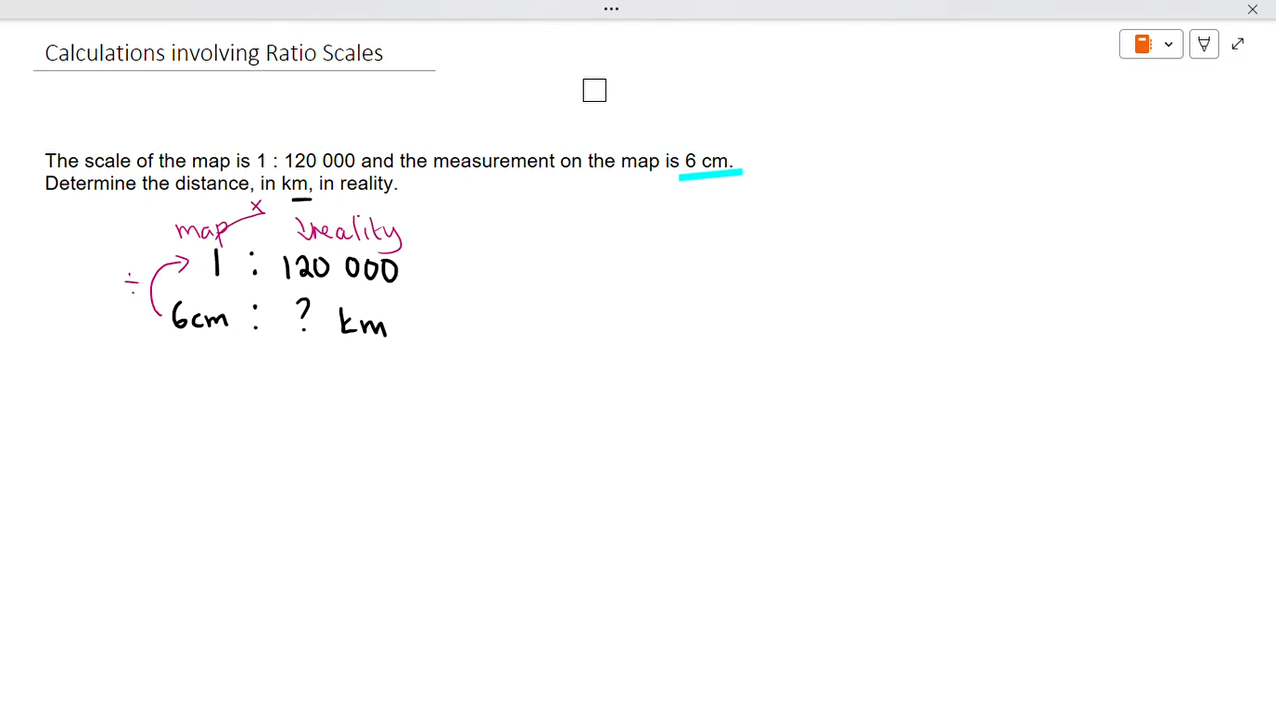 Calculations involving Ratio Scales
The scale of the map is 1 : 120 000 and the measurement on the map is 6 cm.
Determine the distance, in km, in reality.
×
map reality
1 : 120 000
÷
6cm : ? km